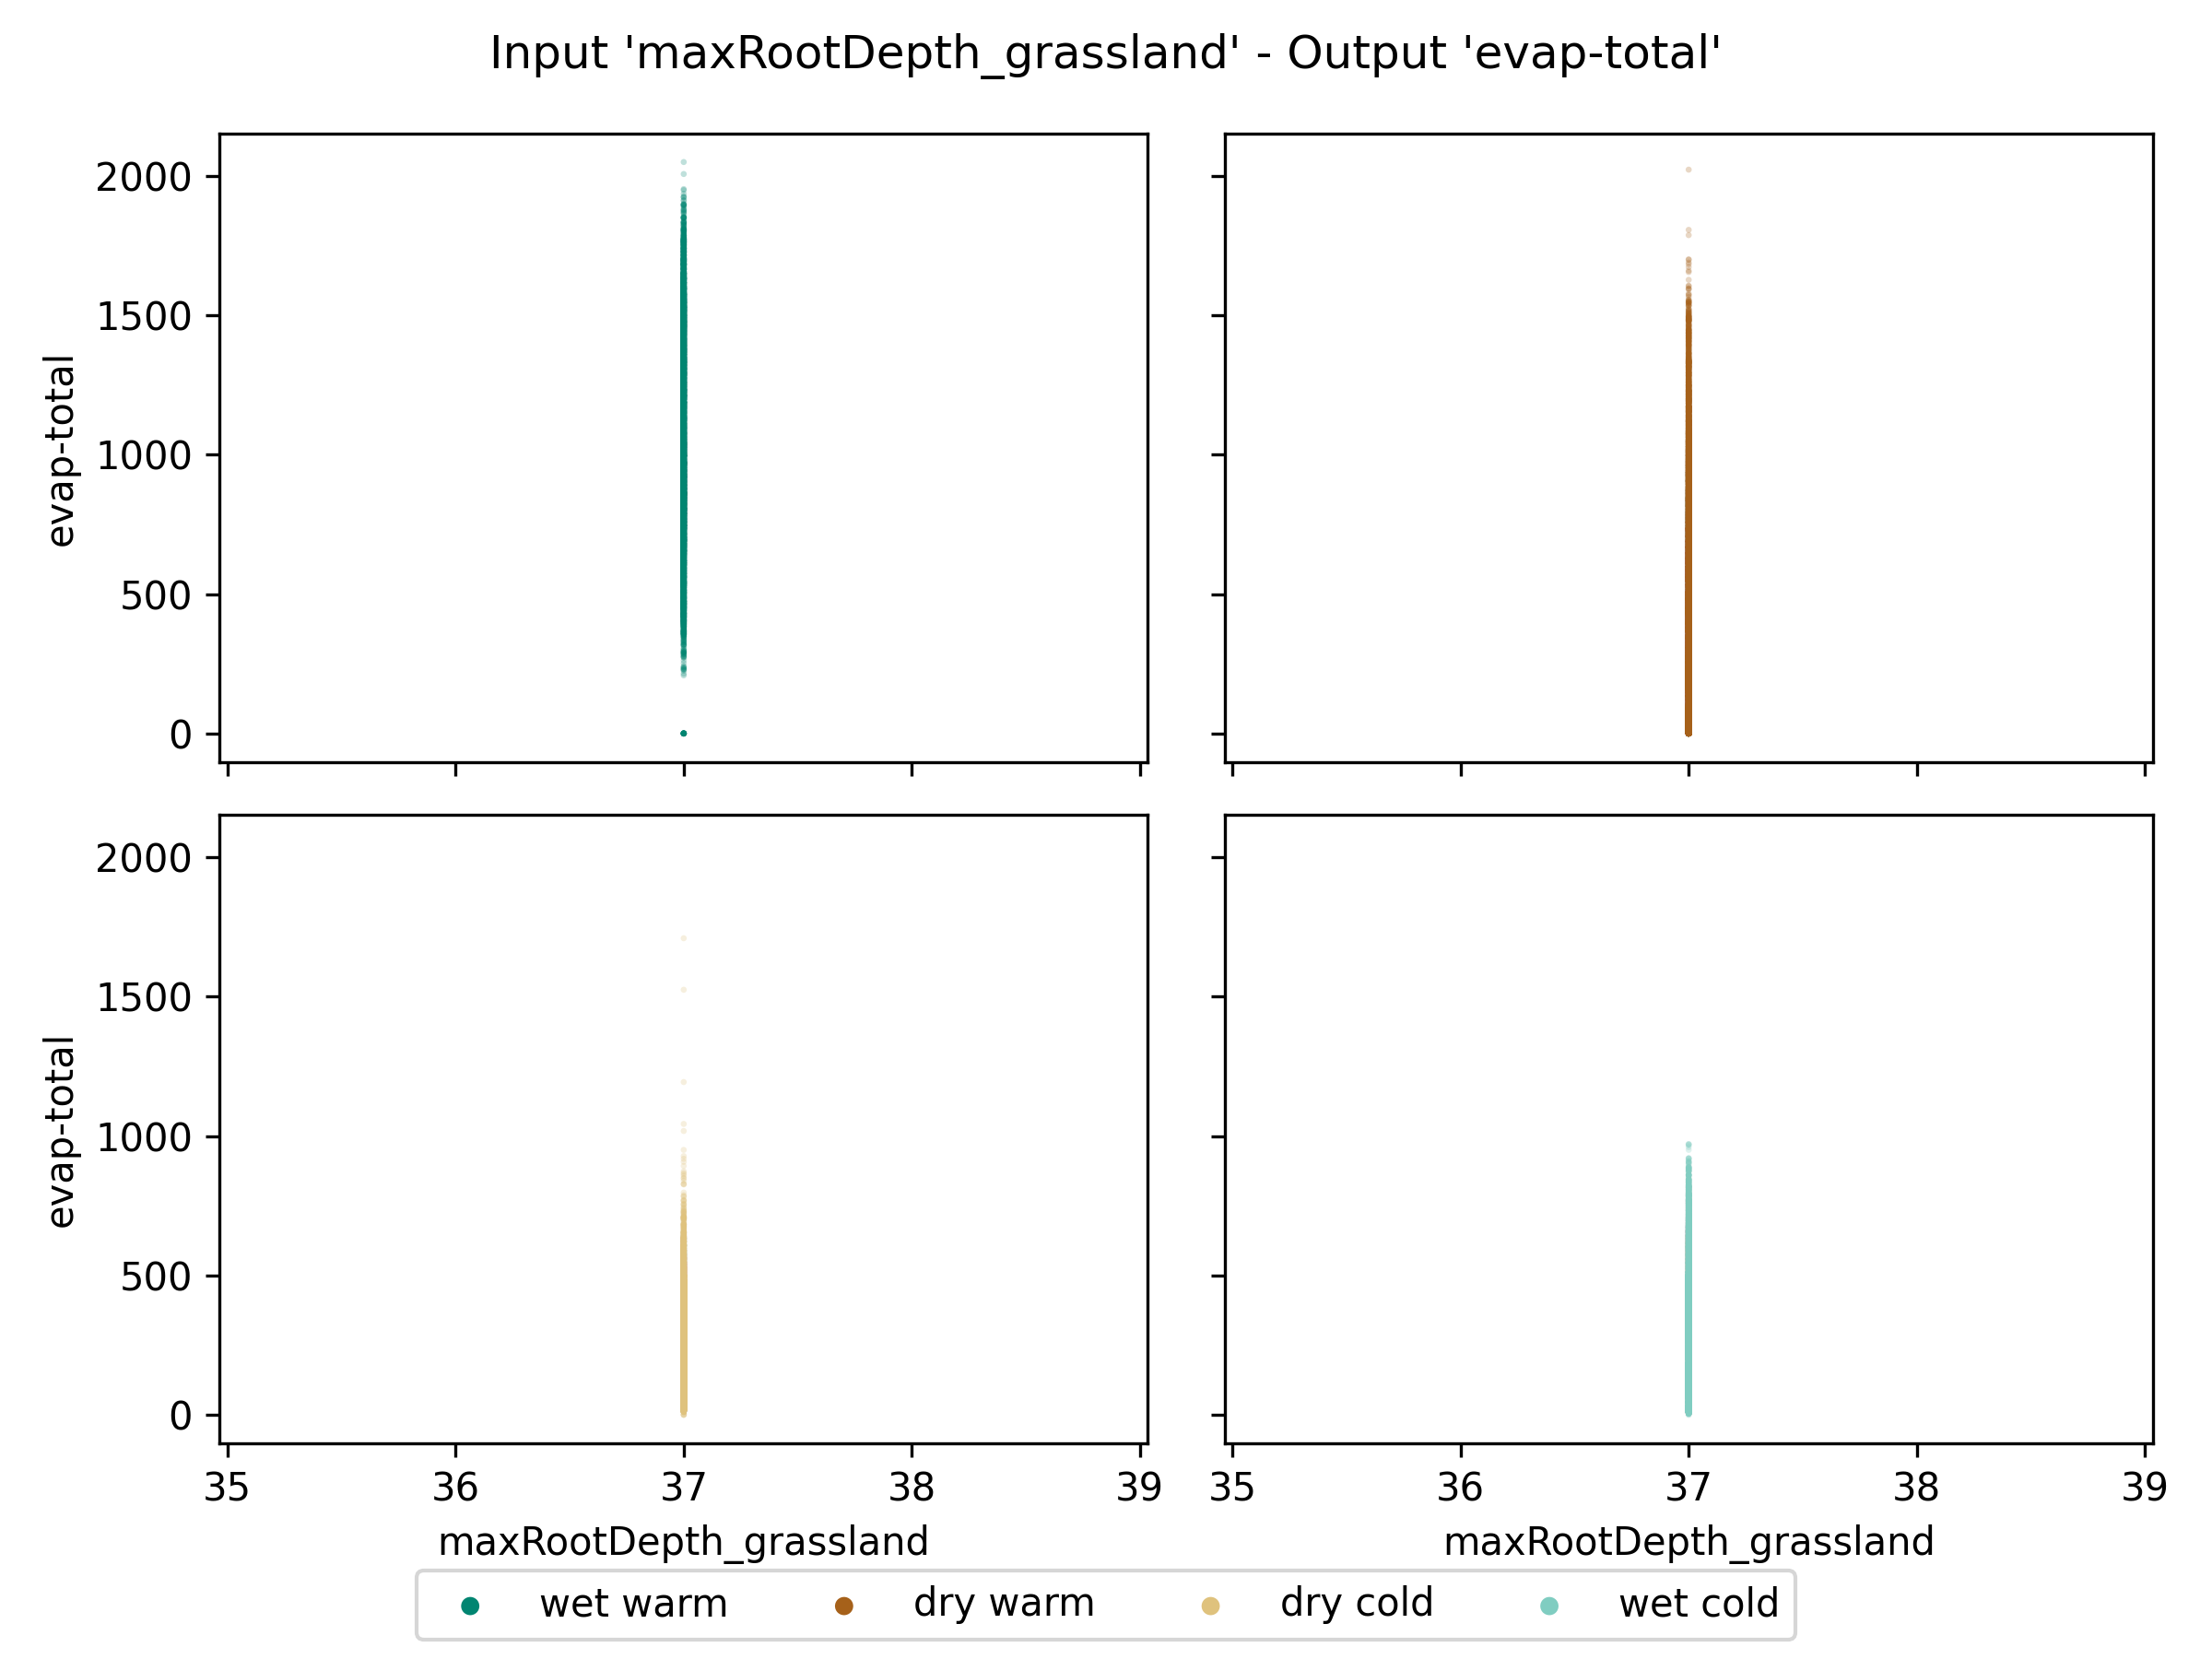 Input 'maxRootDepth_grassland' - Output 'evap-total'
2000
1500
1000
500
0
evap-total
2000
1500
1000
500
0
evap-total
35 36 37 38 39 35 36 37 38 39
maxRootDepth_grassland maxRootDepth_grassland
wet warm dry warm dry cold wet cold